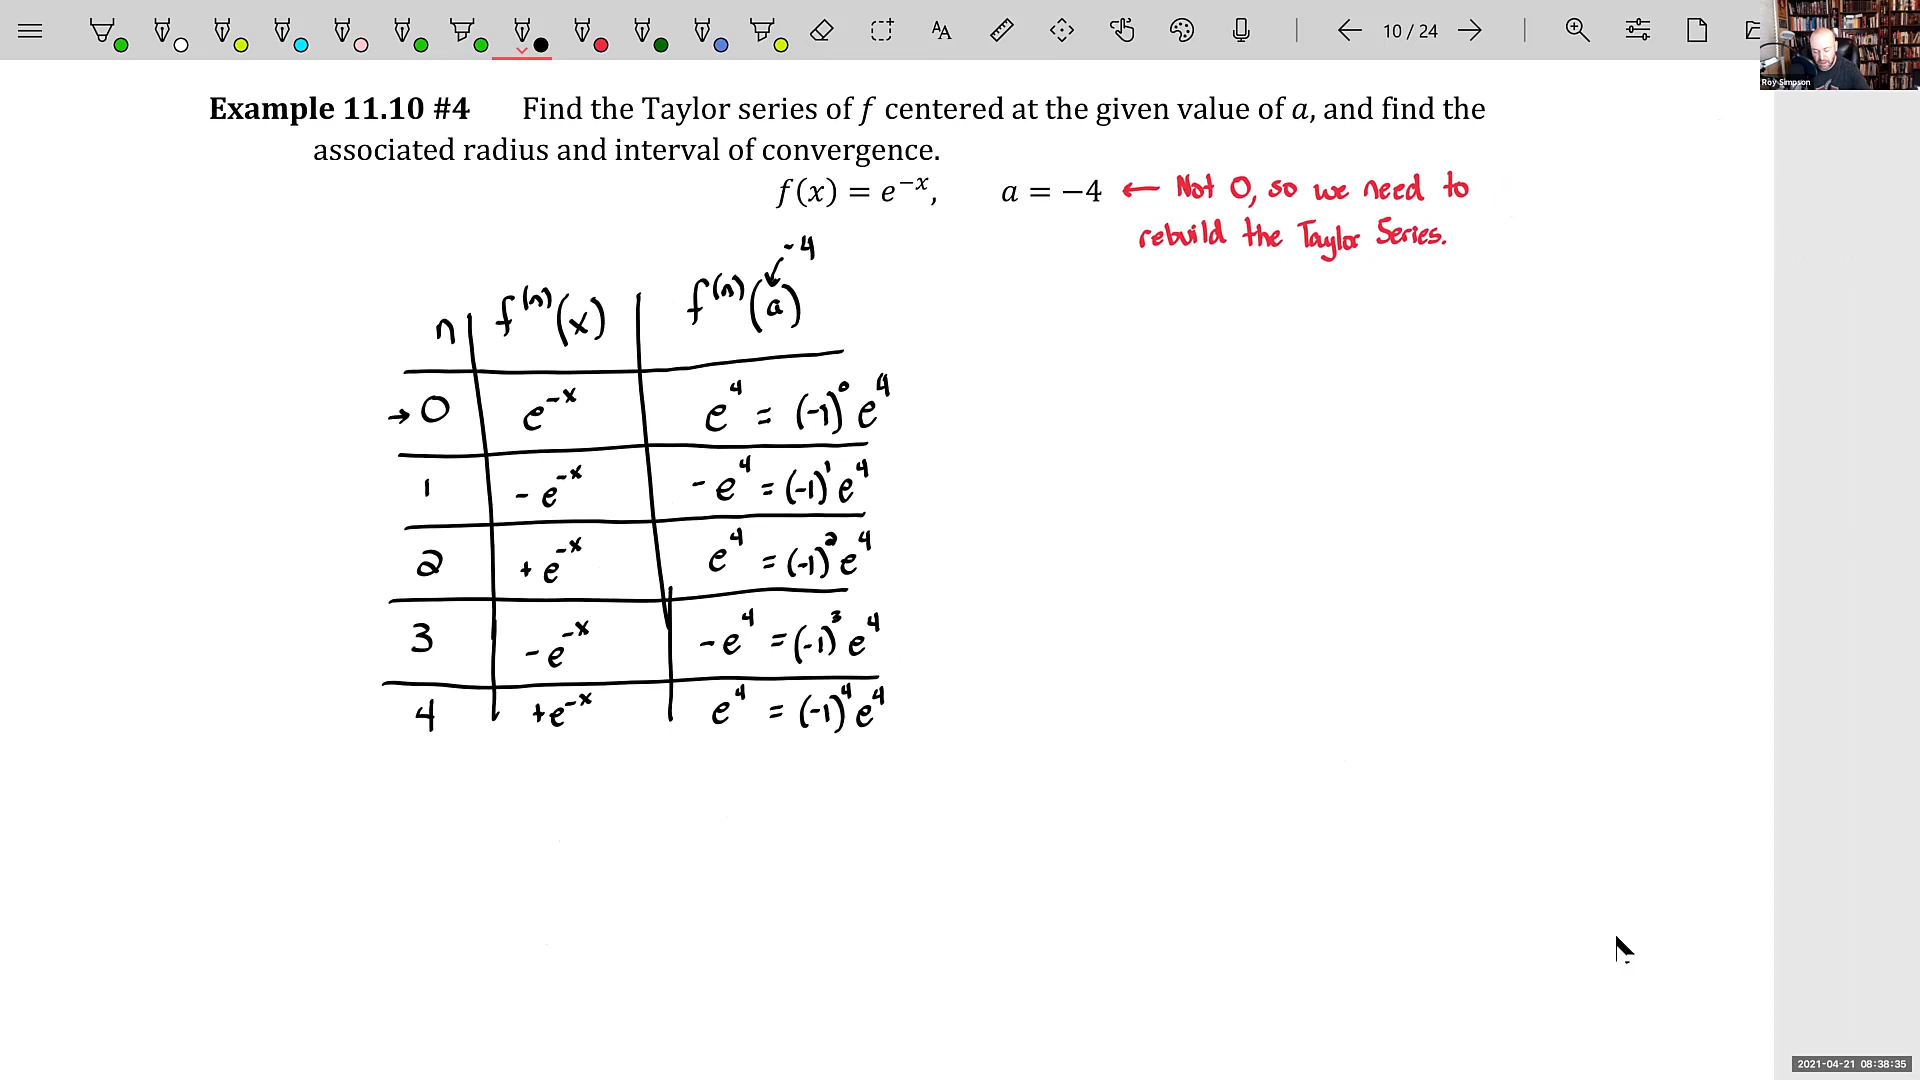 10 / 24
Roy Simpson
Example 11.10 #4 Find the Taylor series of f centered at the given value of a, and find the
associated radius and interval of convergence.
f(x) = e^{-x}, a = −4 ← Not 0, so we need to
rebuild the Taylor Series.
-4
n f^{(n)}(x) f^{(n)}(a)
→ 0 e^{-x} e^4 = (-1)^0 e^4
1 - e^{-x} - e^4 = (-1)^1 e^4
2 + e^{-x} e^4 = (-1)^2 e^4
3 - e^{-x} - e^4 = (-1)^3 e^4
4 + e^{-x} e^4 = (-1)^4 e^4
2021-04-21 08:38:35